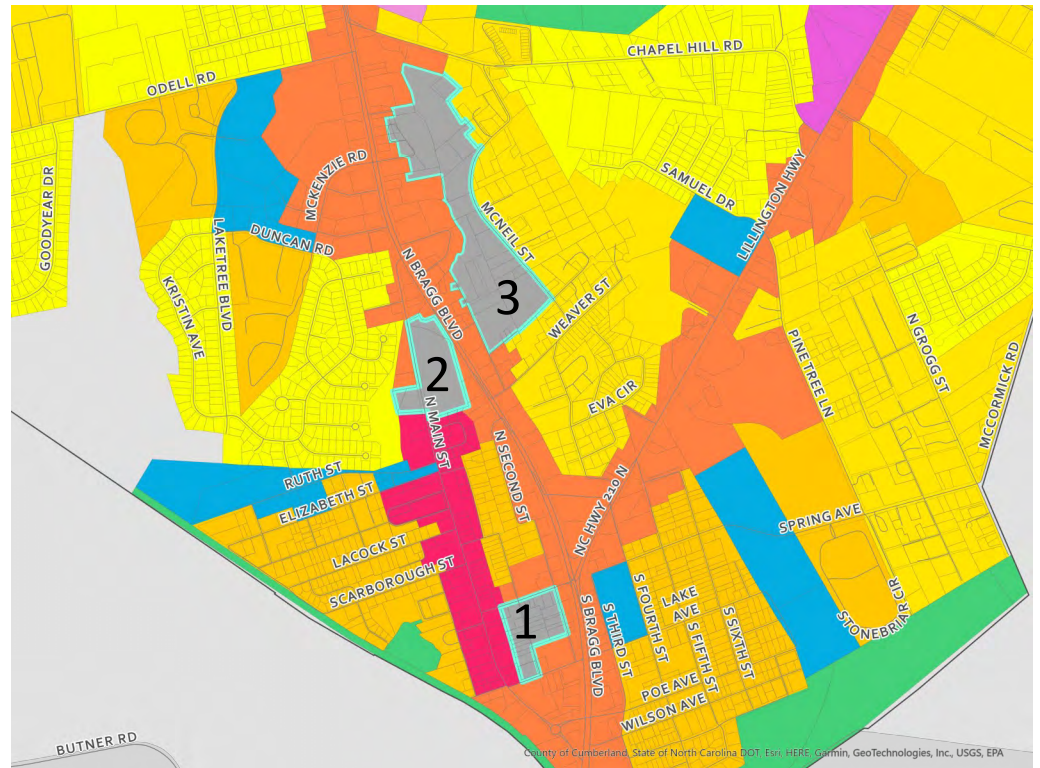 CHAPEL HILL RD
ODELL RD
MCKENZIE RD
SAMUEL DR
LILLINGTON HWY
GOODYEAR DR
LAKETREE BLVD
DUNCAN RD
MCNEIL ST
KRISTIN AVE
N BRAGG BLVD
3
WEAVER ST
N GROGG ST
PINETREE LN
MCCORMICK RD
2
EVA CIR
N MAIN ST
N SECOND ST
RUTH ST
ELIZABETH ST
NC HWY 210 N
SPRING AVE
LACOCK ST
SCARBOROUGH ST
1
S BRAGG BLVD
S THIRD ST
S FOURTH ST
LAKE AVE
S FIFTH ST
S SIXTH ST
STONEBRIAR CIR
POE AVE
WILSON AVE
BUTNER RD
County of Cumberland, State of North Carolina DOT, Esri, HERE, Garmin, GeoTechnologies, Inc., USGS, EPA